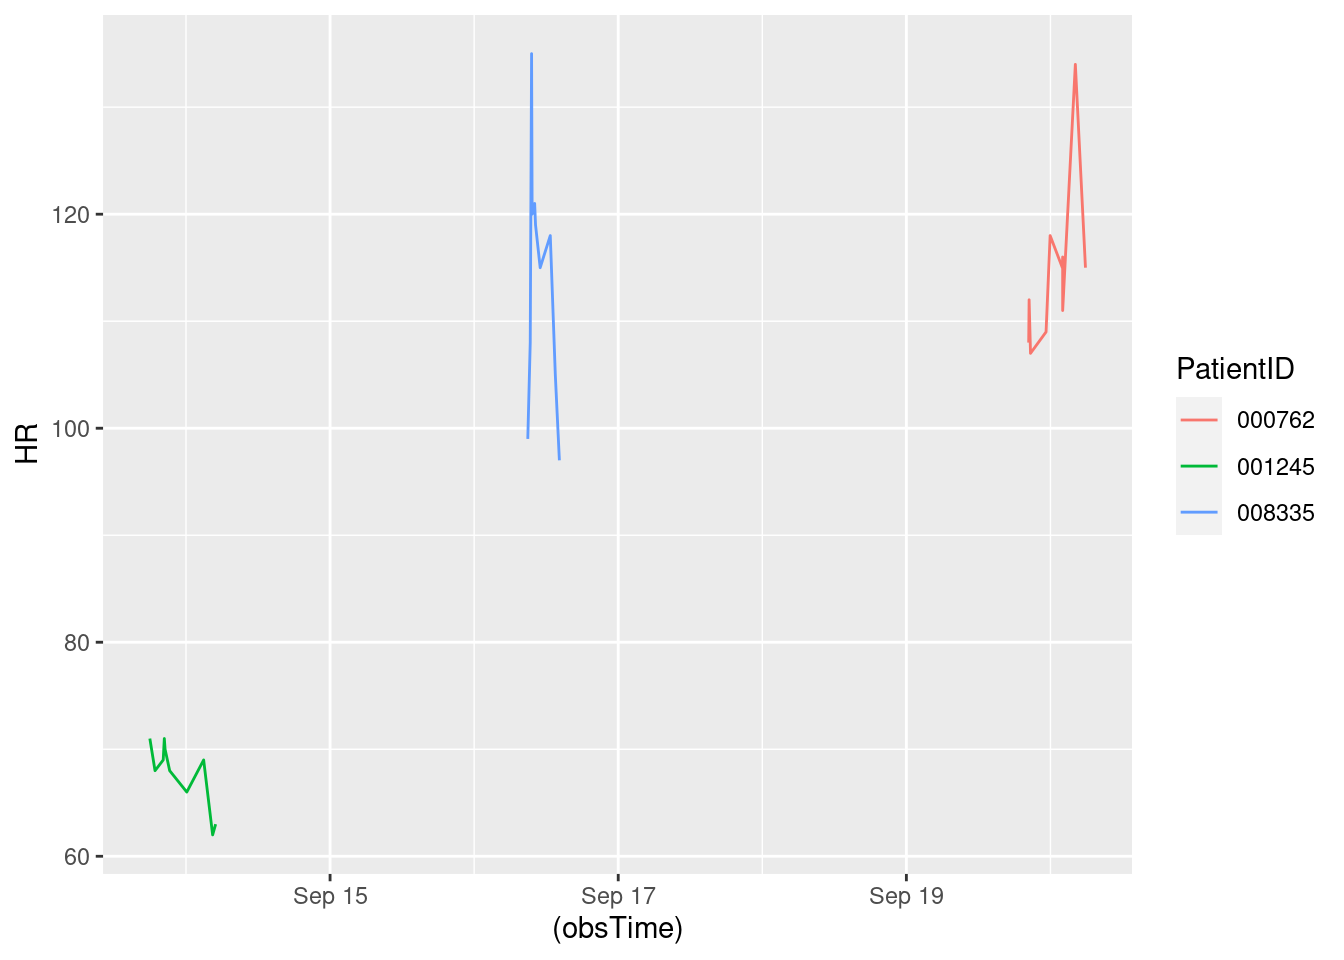 HR
120
100
80
60
Sep 15
Sep 17
Sep 19
(obsTime)
PatientID
000762
001245
008335